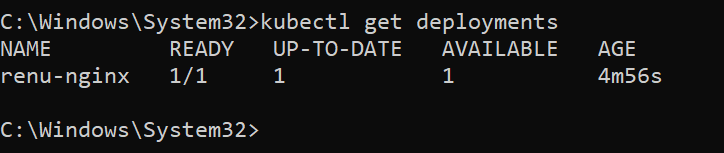 C:\Windows\System32>kubectl get deployments
NAME READY UP-TO-DATE AVAILABLE AGE
renu-nginx 1/1 1 1 4m56s
C:\Windows\System32>